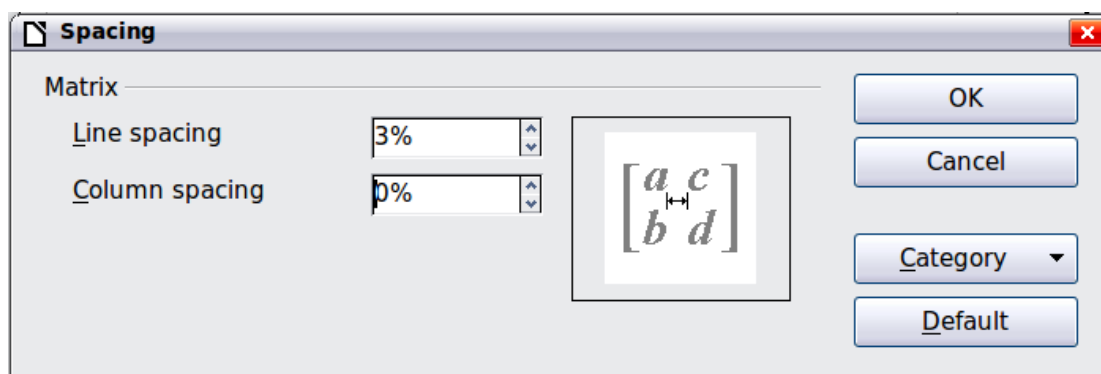 Spacing
Matrix
OK
Line spacing 3%
Cancel
Column spacing 0%
a c
b d
Category
Default